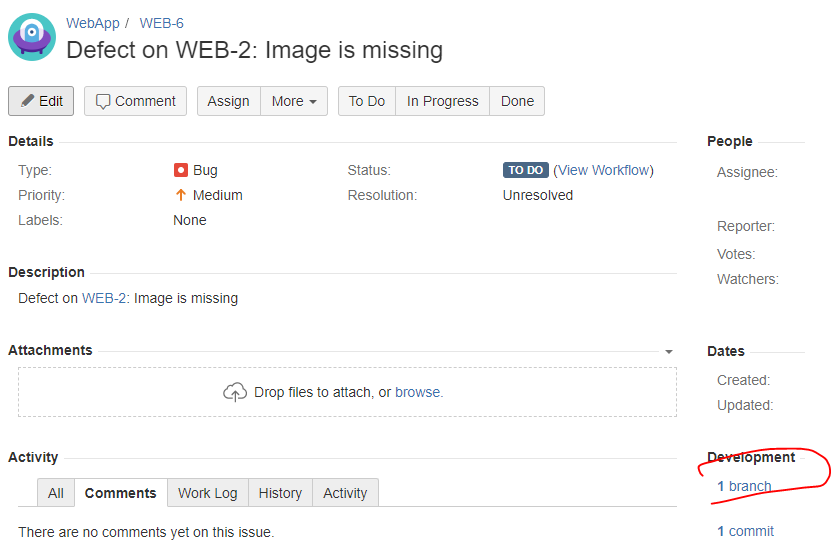 WebApp / WEB-6
Defect on WEB-2: Image is missing
Edit Comment Assign More To Do In Progress Done
Details
Type: Bug Status: TO DO (View Workflow)
Priority: Medium Resolution: Unresolved
Labels: None
People
Assignee:
Reporter:
Votes:
Watchers:
Description
Defect on WEB-2: Image is missing
Attachments
Drop files to attach, or browse.
Dates
Created:
Updated:
Activity
All Comments Work Log History Activity
There are no comments yet on this issue.
Development
1 branch
1 commit